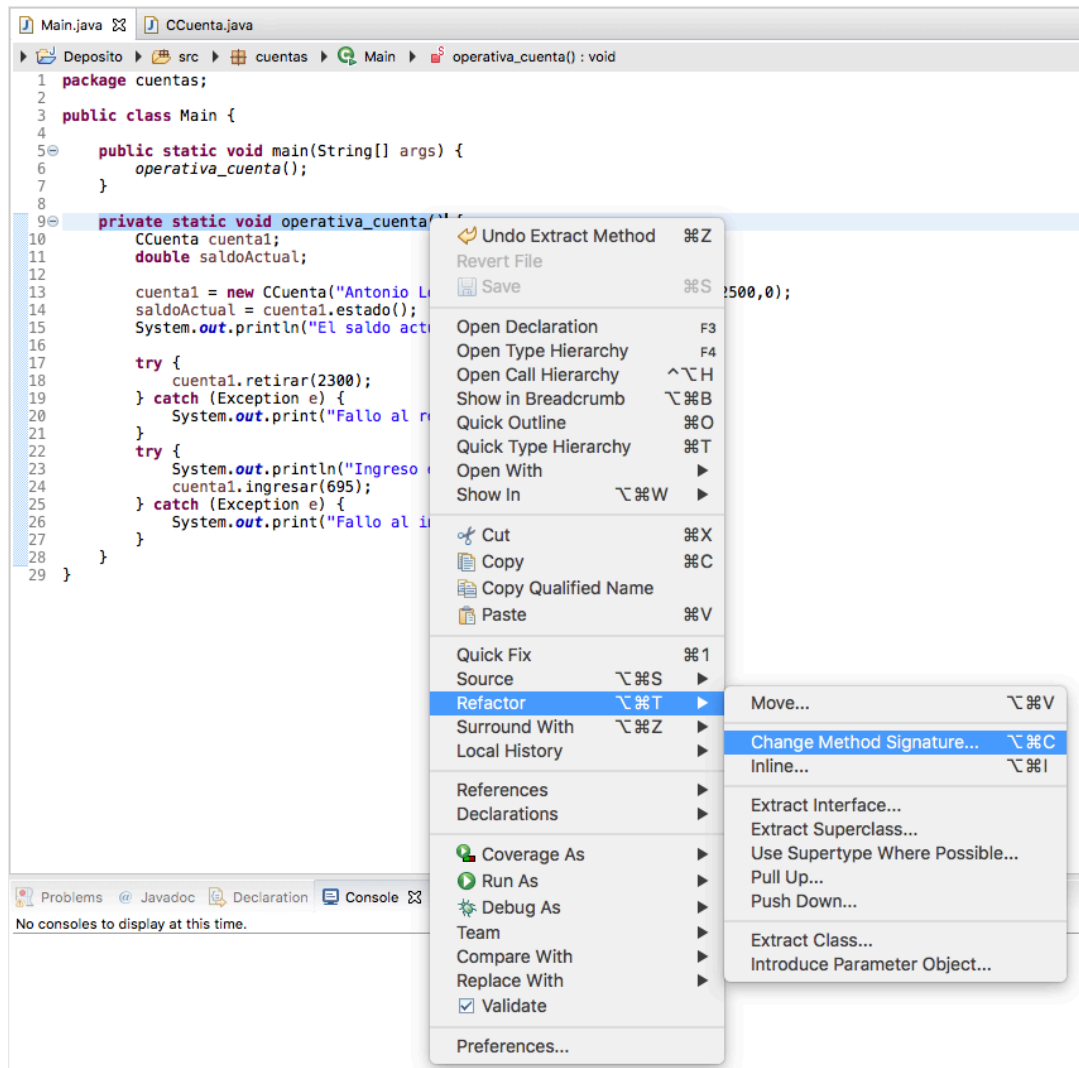 Main.java CCuenta.java
Deposito src cuentas Main operativa_cuenta() : void
1 package cuentas;
2
3 public class Main {
4
5 public static void main(String[] args) {
6 operativa_cuenta();
7 }
8
9 private static void operativa_cuenta() {
10 CCuenta cuenta1;
11 double saldoActual;
12
13 cuenta1 = new CCuenta("Antonio 2500,0);
14 saldoActual = cuenta1.estado();
15 System.out.println("El saldo
16
17 try {
18 cuenta1.retirar(2300);
19 } catch (Exception e) {
20 System.out.print("Fallo al
21 }
22 try {
23 System.out.println("Ingreso
24 cuenta1.ingresar(695);
25 } catch (Exception e) {
26 System.out.print("Fallo al
27 }
28 }
29 }
Undo Extract Method ⌘Z
Revert File
Save ⌘S
Open Declaration F3
Open Type Hierarchy F4
Open Call Hierarchy ^⌥H
Show in Breadcrumb ⌥⌘B
Quick Outline ⌘O
Quick Type Hierarchy ⌘T
Open With ▶
Show In ⌥⌘W ▶
Cut ⌘X
Copy ⌘C
Copy Qualified Name
Paste ⌘V
Quick Fix ⌘1
Source ⌥⌘S ▶
Refactor ⌥⌘T ▶
Surround With ⌥⌘Z ▶
Local History ▶
References ▶
Declarations ▶
Coverage As ▶
Run As ▶
Debug As ▶
Team ▶
Compare With ▶
Replace With ▶
Validate
Preferences...
Move... ⌥⌘V
Change Method Signature... ⌥⌘C
Inline... ⌥⌘I
Extract Interface...
Extract Superclass...
Use Supertype Where Possible...
Pull Up...
Push Down...
Extract Class...
Introduce Parameter Object...
Problems @ Javadoc Declaration Console
No consoles to display at this time.